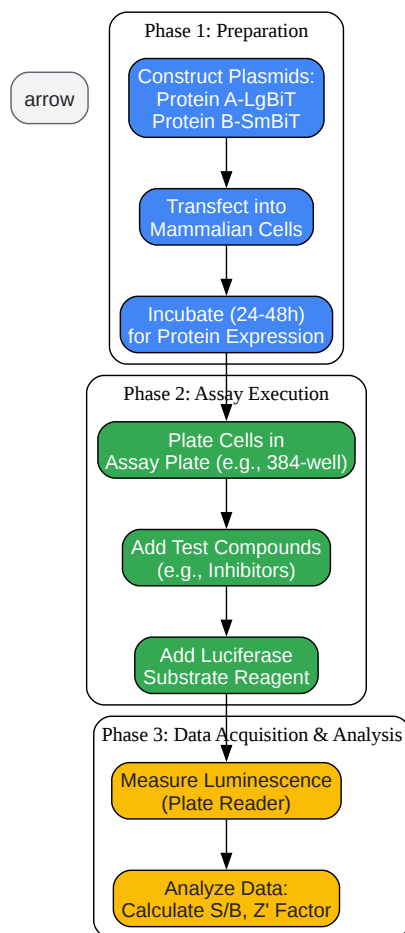 Phase 1: Preparation
arrow
Construct Plasmids:
Protein A-LgBiT
Protein B-SmBiT
Transfect into
Mammalian Cells
Incubate (24-48h)
for Protein Expression
Phase 2: Assay Execution
Plate Cells in
Assay Plate (e.g., 384-well)
Add Test Compounds
(e.g., Inhibitors)
Add Luciferase
Substrate Reagent
Phase 3: Data Acquisition & Analysis
Measure Luminescence
(Plate Reader)
Analyze Data:
Calculate S/B, Z' Factor